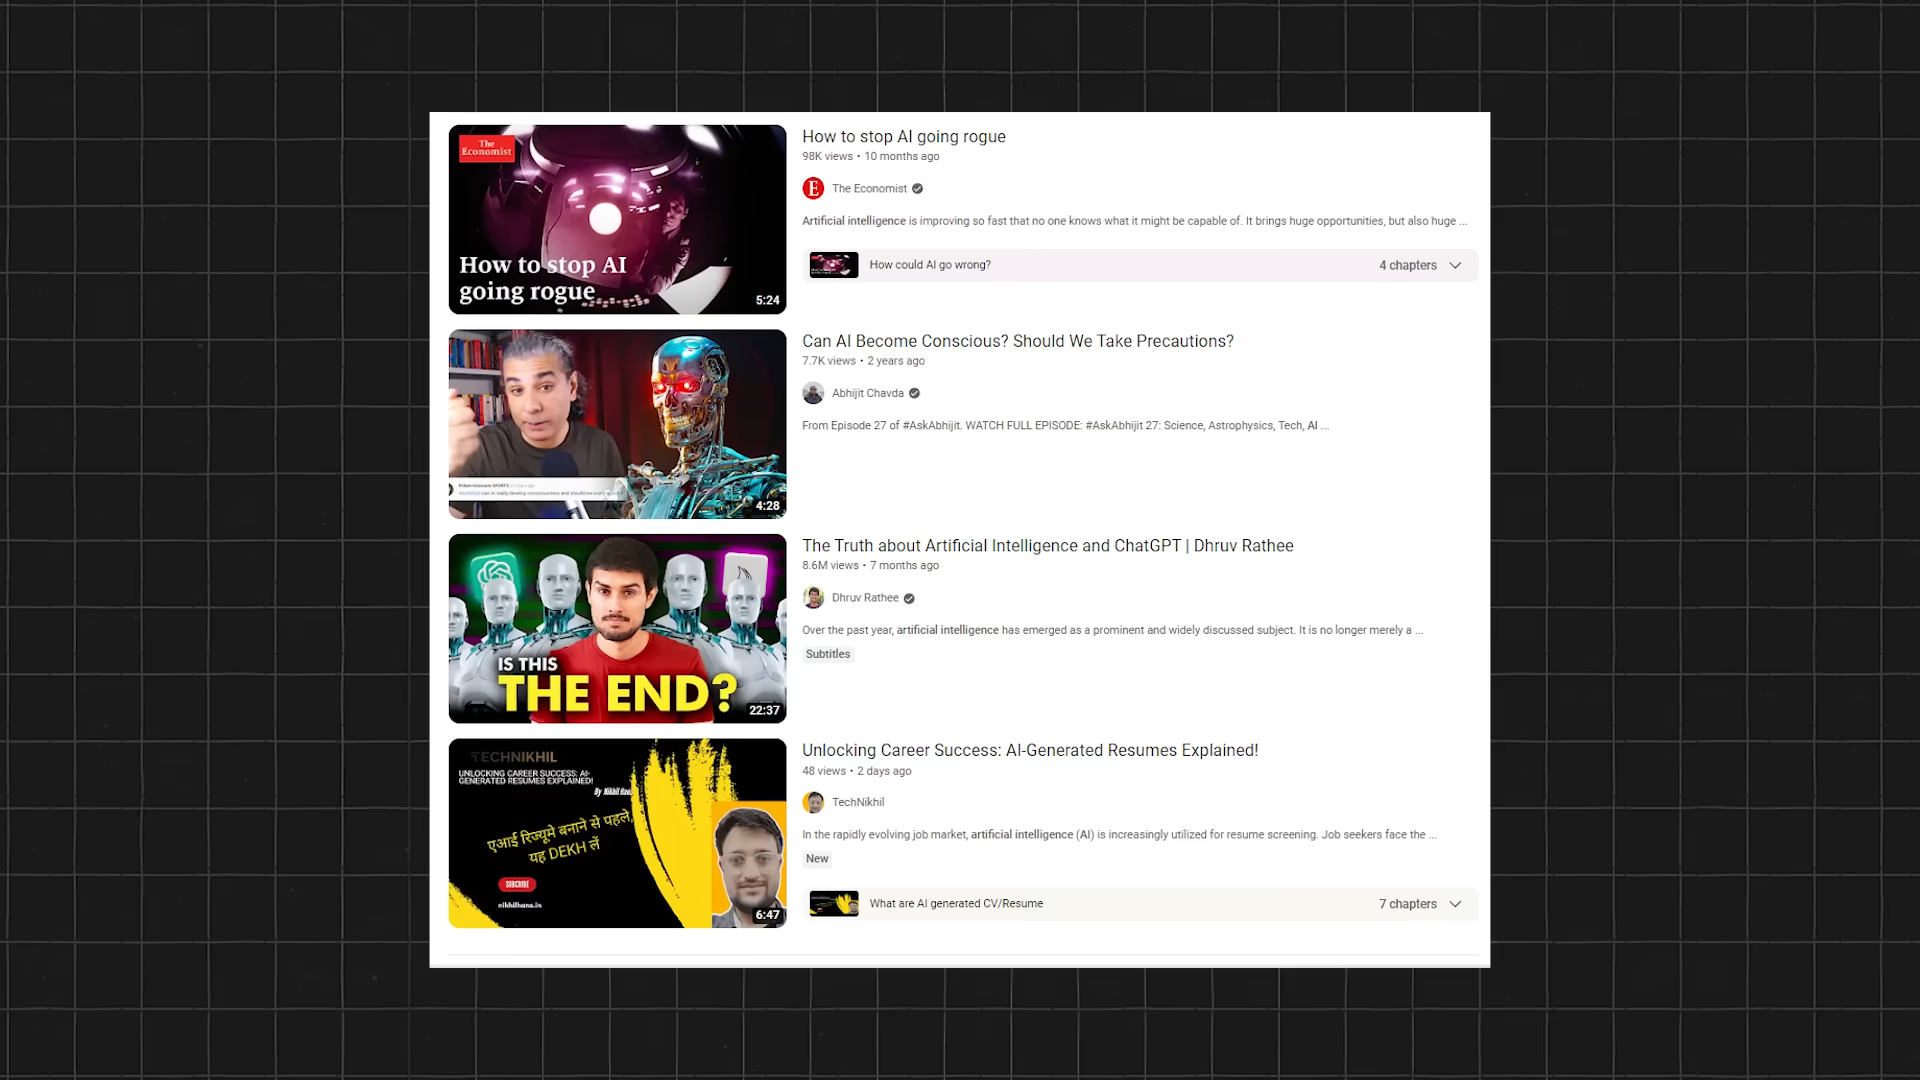 The
Economist
How to stop AI
going rogue
5:24
How to stop AI going rogue
98K views • 10 months ago
E
The Economist
Artificial intelligence is improving so fast that no one knows what it might be capable of. It brings huge opportunities, but also huge ...
How could AI go wrong?
4 chapters
4:28
Can AI Become Conscious? Should We Take Precautions?
7.7K views • 2 years ago
Abhijit Chavda
From Episode 27 of #AskAbhijit. WATCH FULL EPISODE: #AskAbhijit 27: Science, Astrophysics, Tech, AI ...
IS THIS
THE END?
22:37
The Truth about Artificial Intelligence and ChatGPT | Dhruv Rathee
8.6M views • 7 months ago
Dhruv Rathee
Over the past year, artificial intelligence has emerged as a prominent and widely discussed subject. It is no longer merely a ...
Subtitles
TECHNIKHIL
UNLOCKING CAREER SUCCESS: AI-
GENERATED RESUMES EXPLAINED!
By Nikhil
एआई रिज्यूमे बनाने से पहले,
यह DEKH लें
SUBCRIBE
nikhilhans.in
6:47
Unlocking Career Success: AI-Generated Resumes Explained!
48 views • 2 days ago
TechNikhil
In the rapidly evolving job market, artificial intelligence (AI) is increasingly utilized for resume screening. Job seekers face the ...
New
What are AI generated CV/Resume
7 chapters